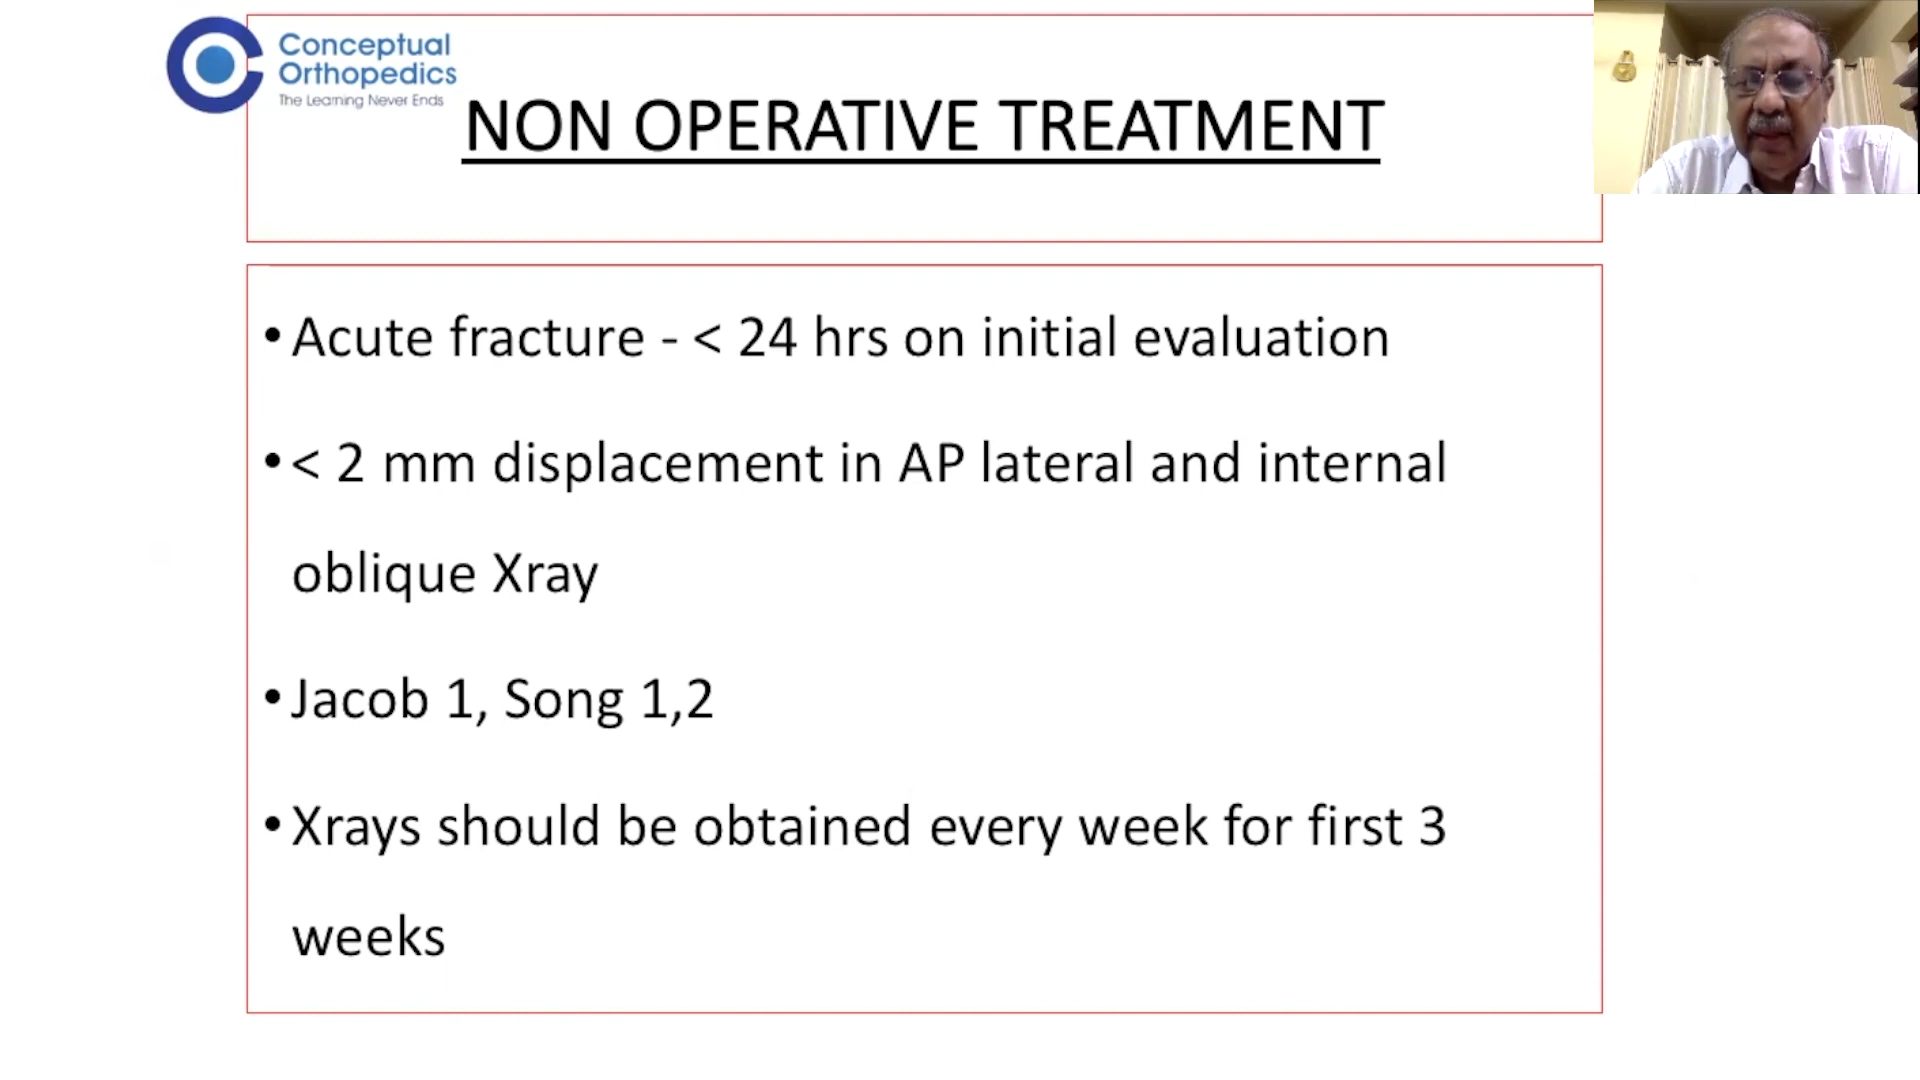 Conceptual
Orthopedics
The Learning Never Ends
NON OPERATIVE TREATMENT
• Acute fracture - < 24 hrs on initial evaluation
• < 2 mm displacement in AP lateral and internal
oblique Xray
• Jacob 1, Song 1,2
• Xrays should be obtained every week for first 3
weeks